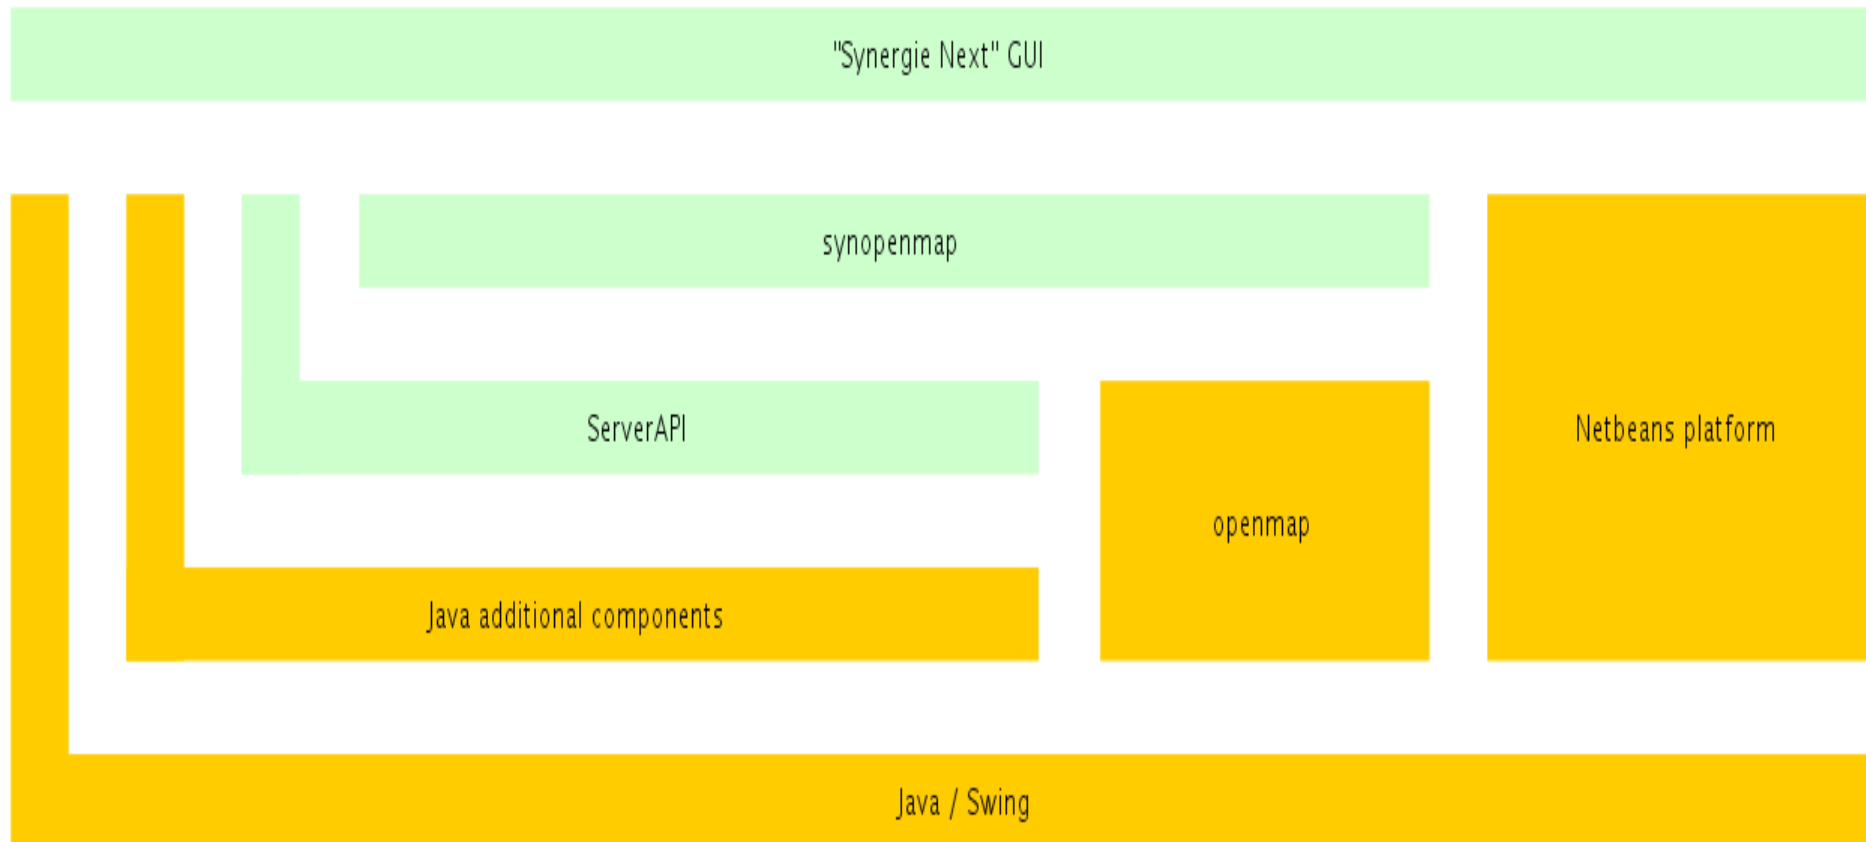 "Synergie Next" GUI
synopenmap
ServerAPI
Netbeans platform
openmap
Java additional components
Java / Swing